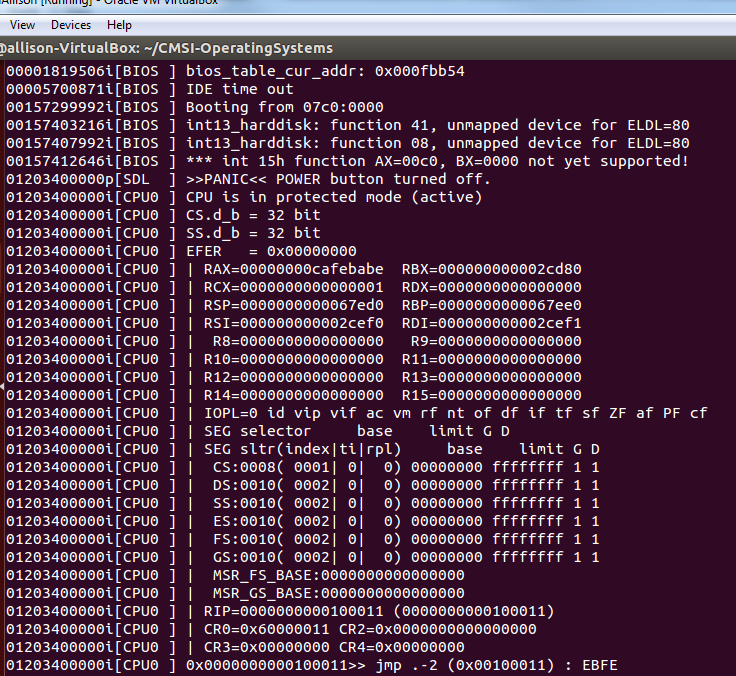 Allison [Running] - Oracle VM VirtualBox
View Devices Help
@allison-VirtualBox: ~/CMSI-OperatingSystems
00001819506i[BIOS ] bios_table_cur_addr: 0x000fbb54
00005700871i[BIOS ] IDE time out
00157299992i[BIOS ] Booting from 07c0:0000
00157403216i[BIOS ] int13_harddisk: function 41, unmapped device for ELDL=80
00157407992i[BIOS ] int13_harddisk: function 08, unmapped device for ELDL=80
00157412646i[BIOS ] *** int 15h function AX=00c0, BX=0000 not yet supported!
01203400000p[SDL  ] >>PANIC<< POWER button turned off.
01203400000i[CPU0 ] CPU is in protected mode (active)
01203400000i[CPU0 ] CS.d_b = 32 bit
01203400000i[CPU0 ] SS.d_b = 32 bit
01203400000i[CPU0 ] EFER   = 0x00000000
01203400000i[CPU0 ] | RAX=00000000cafebabe  RBX=000000000002cd80
01203400000i[CPU0 ] | RCX=0000000000000001  RDX=0000000000000000
01203400000i[CPU0 ] | RSP=0000000000067ed0  RBP=0000000000067ee0
01203400000i[CPU0 ] | RSI=000000000002cef0  RDI=000000000002cef1
01203400000i[CPU0 ] |  R8=0000000000000000   R9=0000000000000000
01203400000i[CPU0 ] | R10=0000000000000000  R11=0000000000000000
01203400000i[CPU0 ] | R12=0000000000000000  R13=0000000000000000
01203400000i[CPU0 ] | R14=0000000000000000  R15=0000000000000000
01203400000i[CPU0 ] | IOPL=0 id vip vif ac vm rf nt of df if tf sf ZF af PF cf
01203400000i[CPU0 ] | SEG selector     base    limit G D
01203400000i[CPU0 ] | SEG sltr(index|ti|rpl)     base    limit G D
01203400000i[CPU0 ] |  CS:0008( 0001| 0|  0) 00000000 ffffffff 1 1
01203400000i[CPU0 ] |  DS:0010( 0002| 0|  0) 00000000 ffffffff 1 1
01203400000i[CPU0 ] |  SS:0010( 0002| 0|  0) 00000000 ffffffff 1 1
01203400000i[CPU0 ] |  ES:0010( 0002| 0|  0) 00000000 ffffffff 1 1
01203400000i[CPU0 ] |  FS:0010( 0002| 0|  0) 00000000 ffffffff 1 1
01203400000i[CPU0 ] |  GS:0010( 0002| 0|  0) 00000000 ffffffff 1 1
01203400000i[CPU0 ] |  MSR_FS_BASE:0000000000000000
01203400000i[CPU0 ] |  MSR_GS_BASE:0000000000000000
01203400000i[CPU0 ] | RIP=0000000000100011 (0000000000100011)
01203400000i[CPU0 ] | CR0=0x60000011 CR2=0x0000000000000000
01203400000i[CPU0 ] | CR3=0x00000000 CR4=0x00000000
01203400000i[CPU0 ] 0x0000000000100011>> jmp .-2 (0x00100011) : EBFE